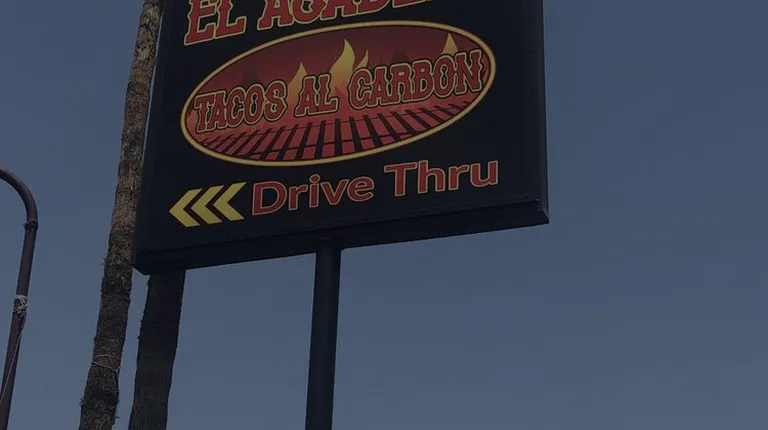 EL
TACOS AL CARBON
Drive Thru